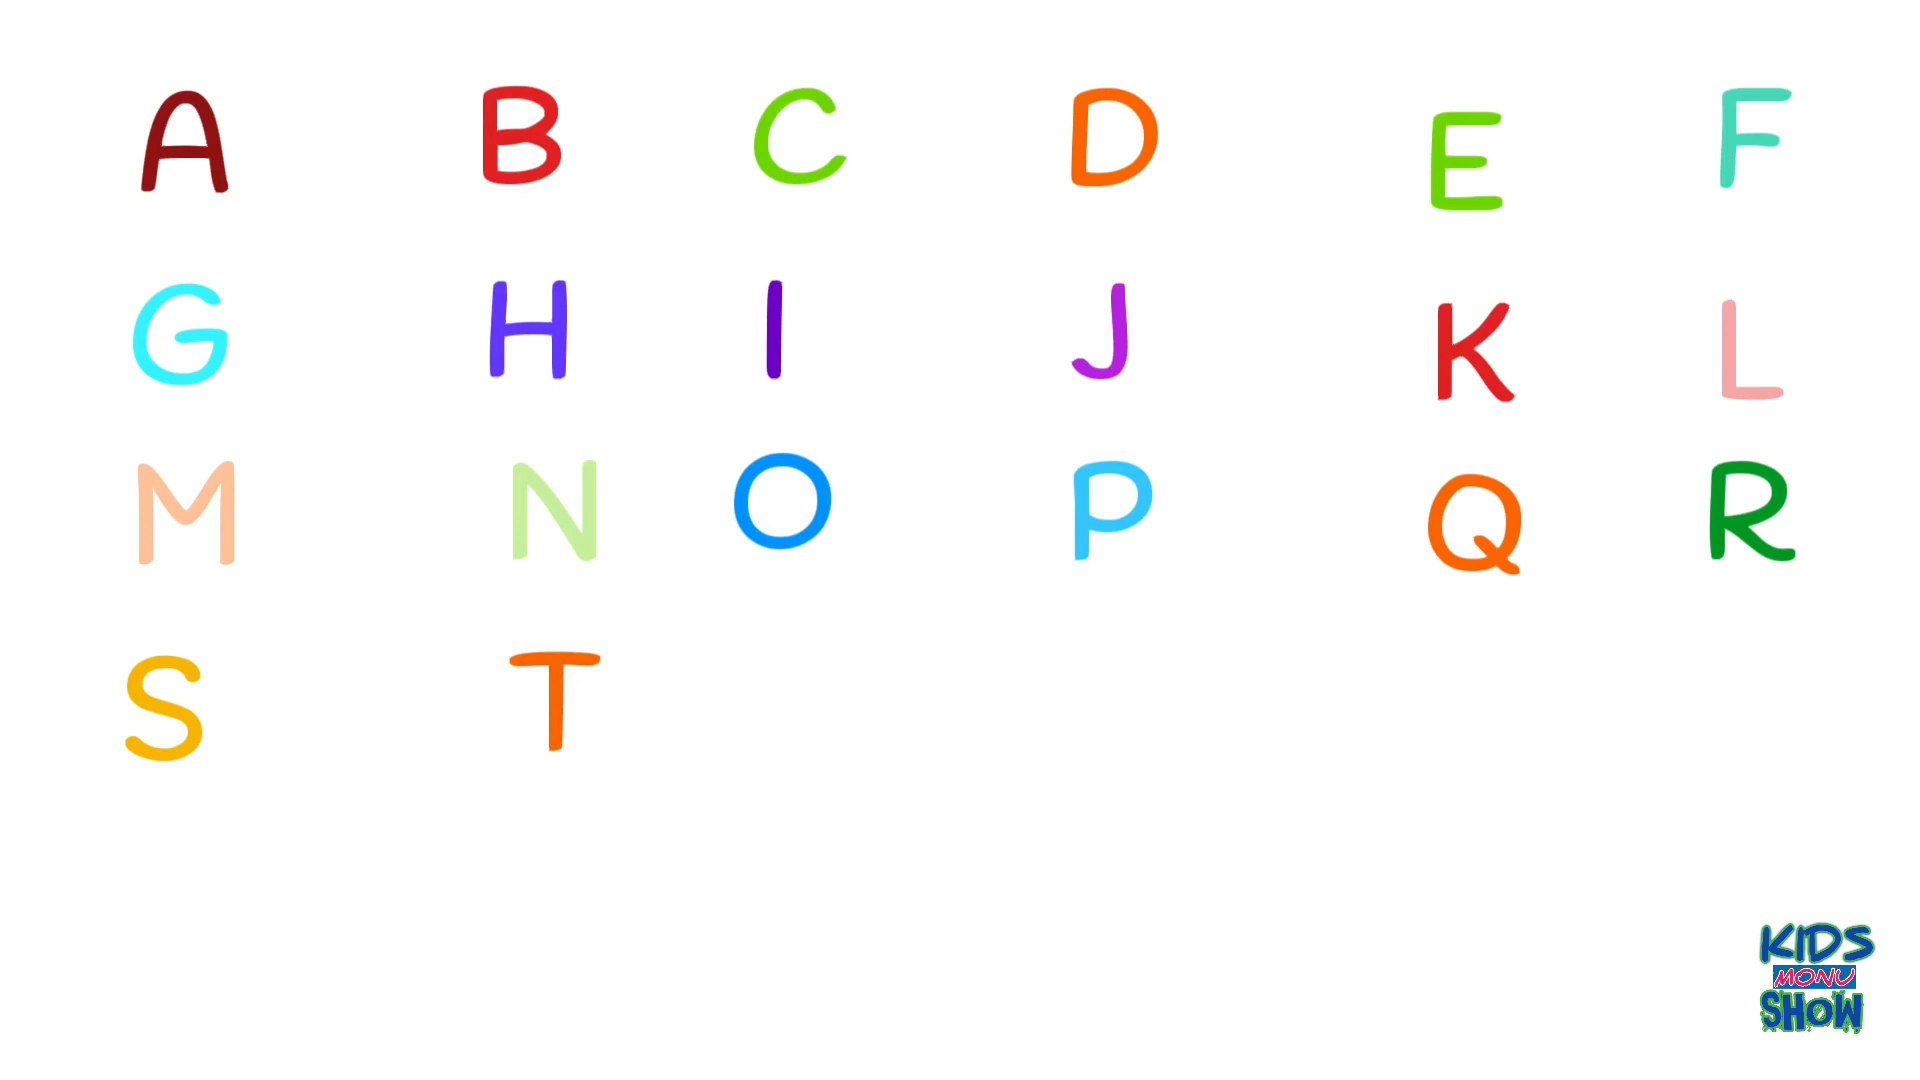 A B C D E F
G H I J K L
M N O P Q R
S T
KIDS
MONU
SHOW